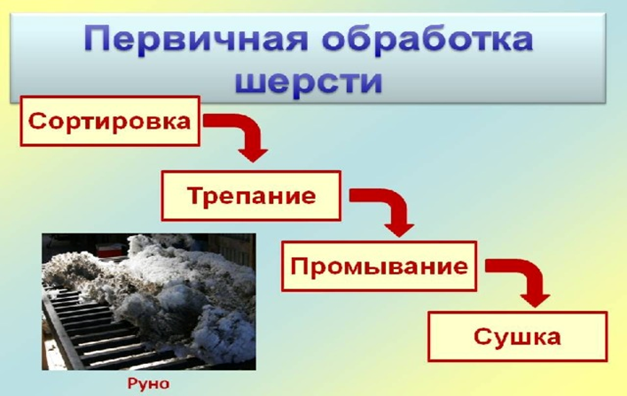 Первичная обработка
шерсти
Сортировка
Трепание
Промывание
Сушка
Руно